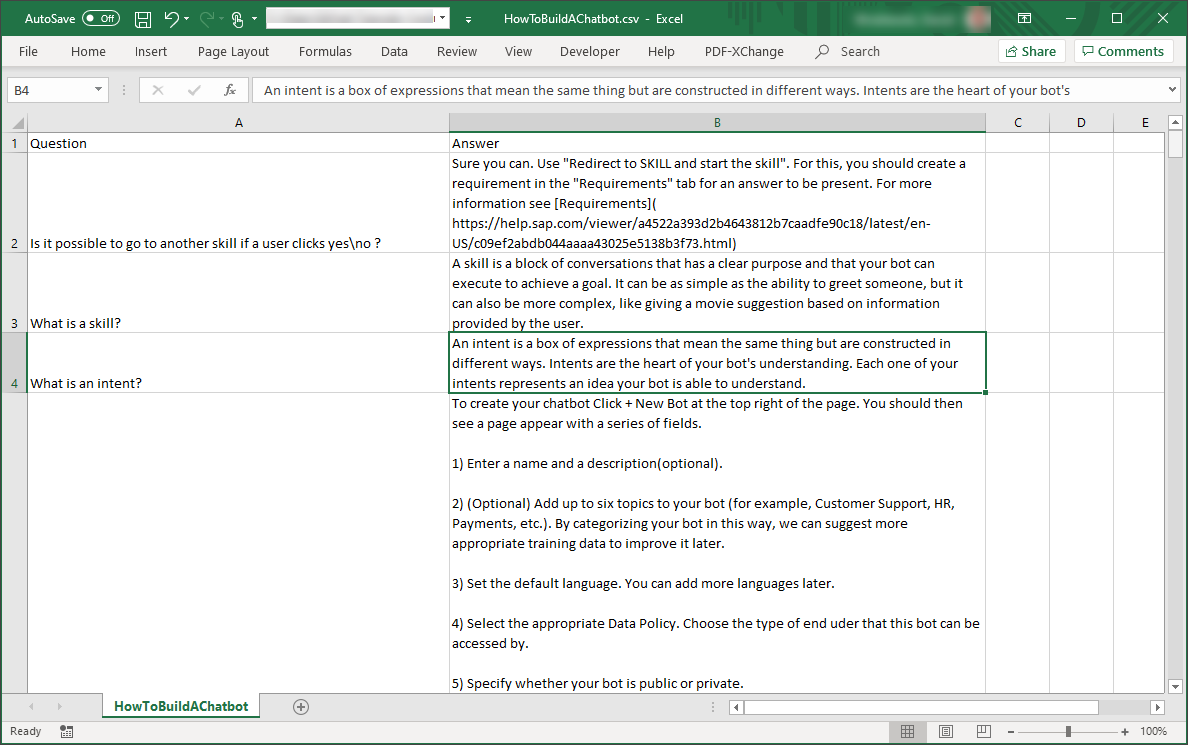 AutoSave Off HowToBuildAChatbot.csv - Excel
File Home Insert Page Layout Formulas Data Review View Developer Help PDF-XChange Search Share Comments
B4 fx An intent is a box of expressions that mean the same thing but are constructed in different ways. Intents are the heart of your bot's
A B C D E
1 Question Answer
Sure you can. Use "Redirect to SKILL and start the skill". For this, you should create a
requirement in the "Requirements" tab for an answer to be present. For more
information see [Requirements](
https://help.sap.com/viewer/a4522a393d2b4643812b7caadfe90c18/latest/en-
2 Is it possible to go to another skill if a user clicks yes\no ? US/c09ef2abdb044aaaa43025e5138b3f73.html)
A skill is a block of conversations that has a clear purpose and that your bot can
execute to achieve a goal. It can be as simple as the ability to greet someone, but it
can also be more complex, like giving a movie suggestion based on information
3 What is a skill? provided by the user.
An intent is a box of expressions that mean the same thing but are constructed in
different ways. Intents are the heart of your bot's understanding. Each one of your
4 What is an intent? intents represents an idea your bot is able to understand.
To create your chatbot Click + New Bot at the top right of the page. You should then
see a page appear with a series of fields.
1) Enter a name and a description(optional).
2) (Optional) Add up to six topics to your bot (for example, Customer Support, HR,
Payments, etc.). By categorizing your bot in this way, we can suggest more
appropriate training data to improve it later.
3) Set the default language. You can add more languages later.
4) Select the appropriate Data Policy. Choose the type of end uder that this bot can be
accessed by.
5) Specify whether your bot is public or private.
HowToBuildAChatbot
Ready 100%